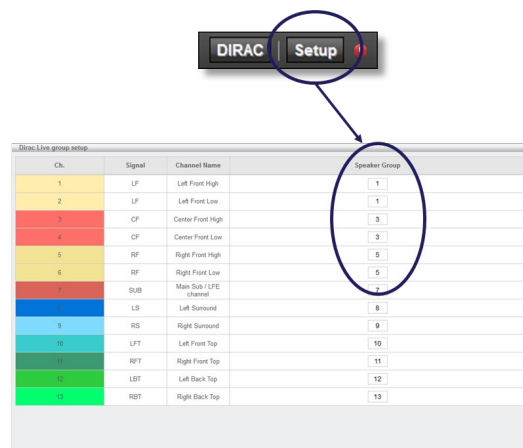 DIRAC Setup
Dirac Live group setup
Ch. Signal Channel Name Speaker Group
1 LF Left Front High 1
2 LF Left Front Low 1
3 CF Center Front High 3
4 CF Center Front Low 3
5 RF Right Front High 5
6 RF Right Front Low 5
7 SUB Main Sub / LFE channel 7
LS Left Surround 8
9 RS Right Surround 9
10 LFT Left Front Top 10
11 RFT Right Front Top 11
12 LBT Left Back Top 12
13 RBT Right Back Top 13